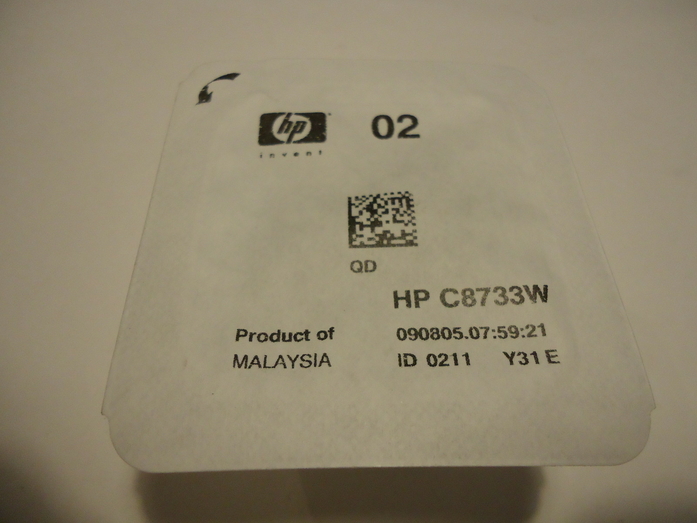 hp 02
invent
QD
HP C8733W
Product of 090805.07:59:21
MALAYSIA ID 0211 Y31 E